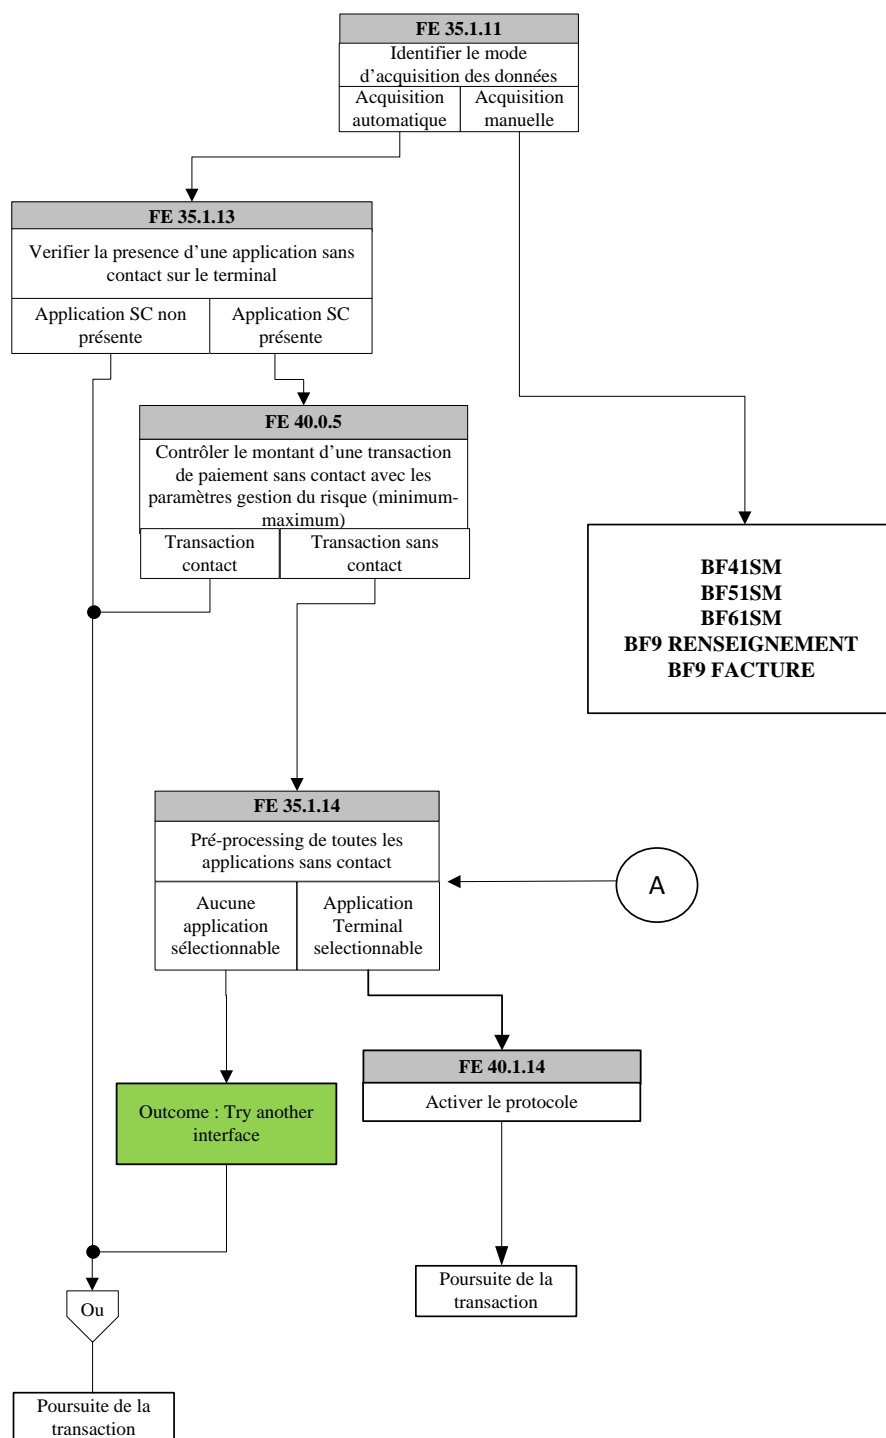 FE 35.1.11
Identifier le mode
d’acquisition des données
Acquisition
automatique
Acquisition
manuelle
FE 35.1.13
Verifier la presence d’une application sans
contact sur le terminal
Application SC non
présente
Application SC
présente
FE 40.0.5
Contrôler le montant d’une transaction
de paiement sans contact avec les
paramètres gestion du risque (minimum-
maximum)
Transaction
contact
Transaction sans
contact
BF41SM
BF51SM
BF61SM
BF9 RENSEIGNEMENT
BF9 FACTURE
FE 35.1.14
Pré-processing de toutes les
applications sans contact
A
Aucune
application
sélectionnable
Application
Terminal
selectionnable
FE 40.1.14
Activer le protocole
Outcome : Try another
interface
Poursuite de la
transaction
Ou
Poursuite de la
transaction